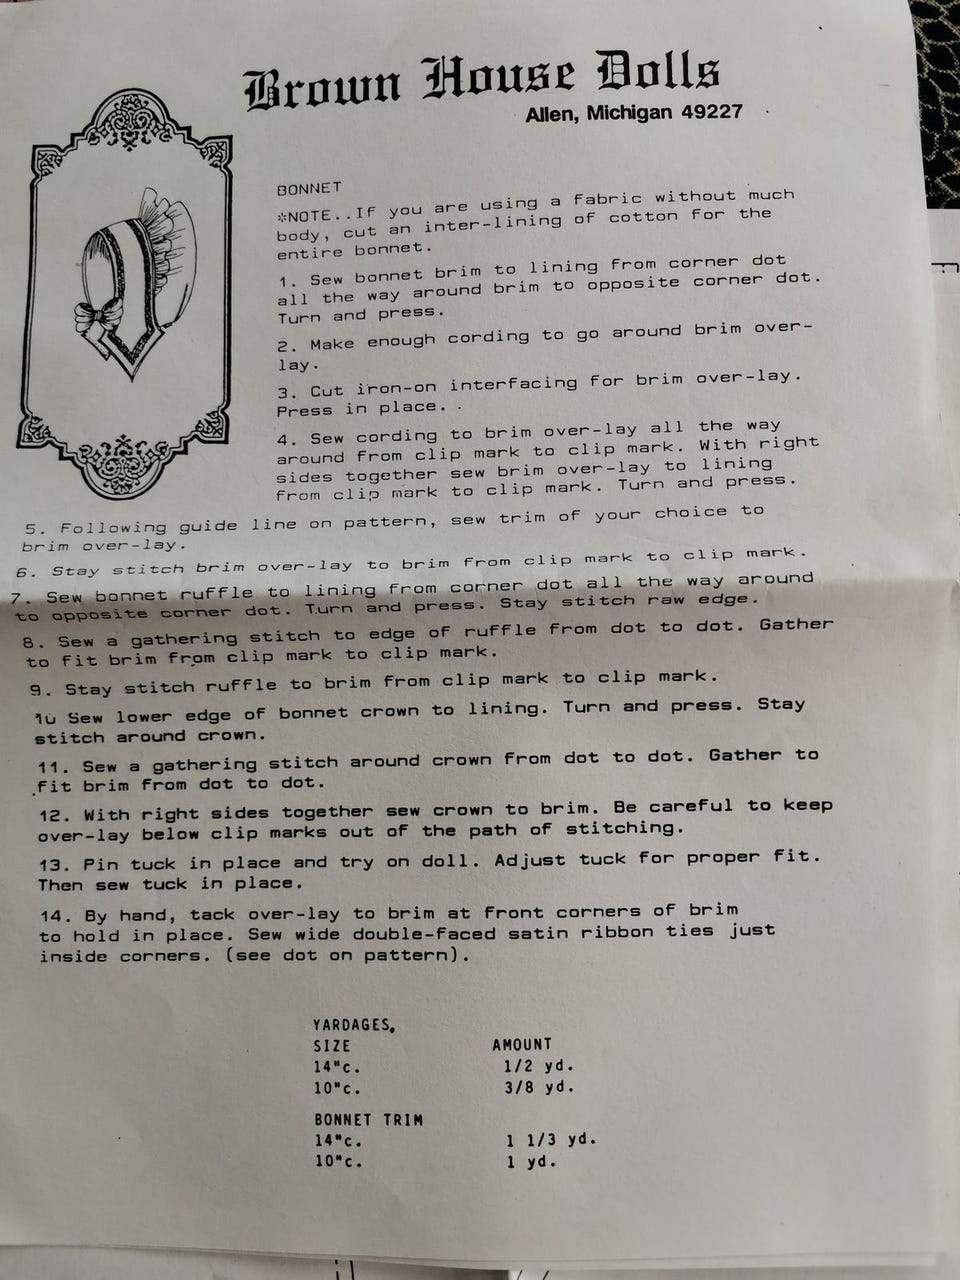 Brown House Dolls
Allen, Michigan 49227
BONNET
*NOTE..If you are using a fabric without much
body, cut an inter-lining of cotton for the
entire bonnet.
1. Sew bonnet brim to lining from corner dot
all the way around brim to opposite corner dot.
Turn and press.
2. Make enough cording to go around brim over-
lay.
3. Cut iron-on interfacing for brim over-lay.
Press in place.
4. Sew cording to brim over-lay all the way
around from clip mark to clip mark. With right
sides together sew brim over-lay to lining
from clip mark to clip mark. Turn and press.
5. Following guide line on pattern, sew trim of your choice to
brim over-lay.
6. Stay stitch brim over-lay to brim from clip mark to clip mark.
7. Sew bonnet ruffle to lining from corner dot all the way around
to opposite corner dot. Turn and press. Stay stitch raw edge.
8. Sew a gathering stitch to edge of ruffle from dot to dot. Gather
to fit brim from clip mark to clip mark.
9. Stay stitch ruffle to brim from clip mark to clip mark.
10 Sew lower edge of bonnet crown to lining. Turn and press. Stay
stitch around crown.
11. Sew a gathering stitch around crown from dot to dot. Gather to
fit brim from dot to dot.
12. With right sides together sew crown to brim. Be careful to keep
over-lay below clip marks out of the path of stitching.
13. Pin tuck in place and try on doll. Adjust tuck for proper fit.
Then sew tuck in place.
14. By hand, tack over-lay to brim at front corners of brim
to hold in place. Sew wide double-faced satin ribbon ties just
inside corners. (see dot on pattern).
YARDAGES.
SIZE AMOUNT
14"c. 1/2 yd.
10"c. 3/8 yd.
BONNET TRIM
14"c. 1 1/3 yd.
10"c. 1 yd.